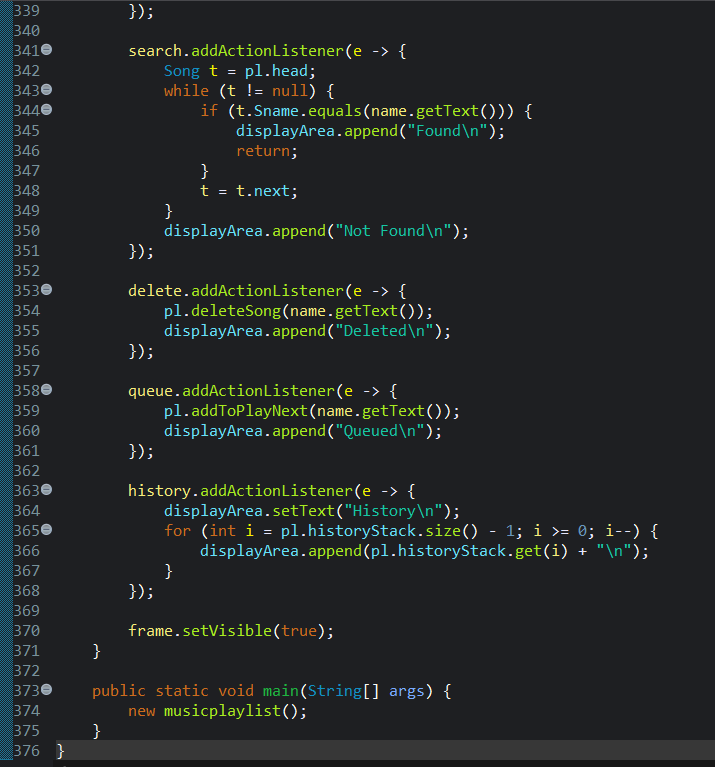 339         });
340
341         search.addActionListener(e -> {
342             Song t = pl.head;
343             while (t != null) {
344                 if (t.Sname.equals(name.getText())) {
345                     displayArea.append("Found\n");
346                     return;
347                 }
348                 t = t.next;
349             }
350             displayArea.append("Not Found\n");
351         });
352
353         delete.addActionListener(e -> {
354             pl.deleteSong(name.getText());
355             displayArea.append("Deleted\n");
356         });
357
358         queue.addActionListener(e -> {
359             pl.addToPlayNext(name.getText());
360             displayArea.append("Queued\n");
361         });
362
363         history.addActionListener(e -> {
364             displayArea.setText("History\n");
365             for (int i = pl.historyStack.size() - 1; i >= 0; i--) {
366                 displayArea.append(pl.historyStack.get(i) + "\n");
367             }
368         });
369
370         frame.setVisible(true);
371     }
372
373     public static void main(String[] args) {
374         new musicplaylist();
375     }
376 }